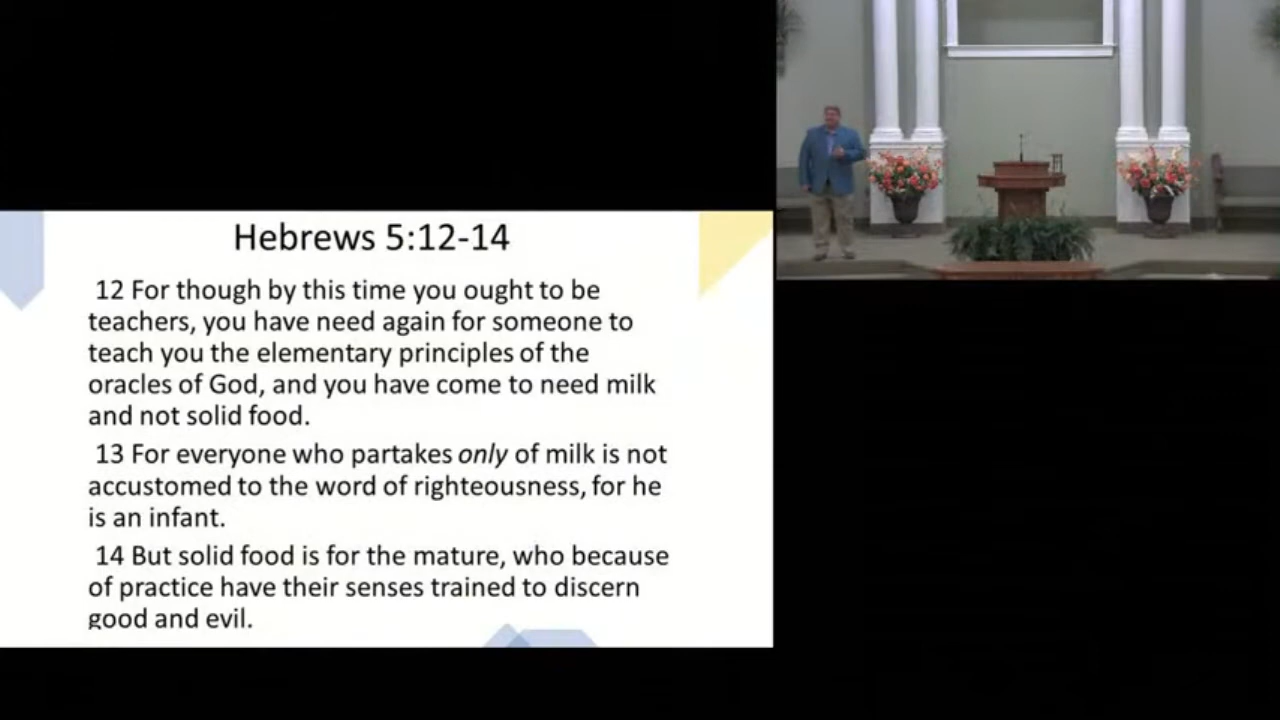 Hebrews 5:12-14
12 For though by this time you ought to be
teachers, you have need again for someone to
teach you the elementary principles of the
oracles of God, and you have come to need milk
and not solid food.
13 For everyone who partakes only of milk is not
accustomed to the word of righteousness, for he
is an infant.
14 But solid food is for the mature, who because
of practice have their senses trained to discern
good and evil.